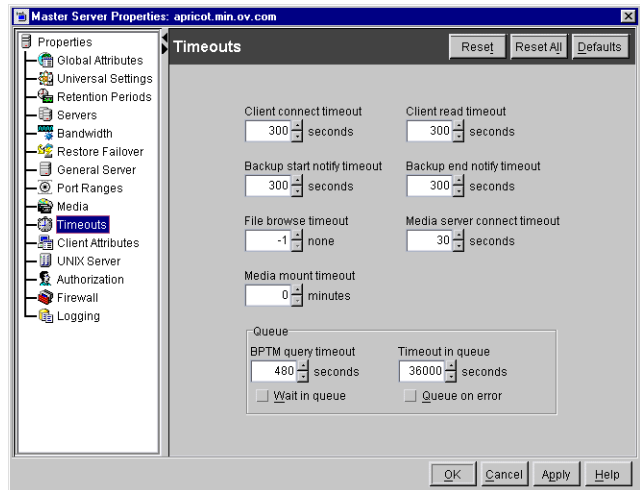 Master Server Properties: apricot.min.ov.com
Properties
Global Attributes
Universal Settings
Retention Periods
Servers
Bandwidth
Restore Failover
General Server
Port Ranges
Media
Timeouts
Client Attributes
UNIX Server
Authorization
Firewall
Logging
Timeouts
Reset Reset All Defaults
Client connect timeout Client read timeout
300 seconds 300 seconds
Backup start notify timeout Backup end notify timeout
300 seconds 300 seconds
File browse timeout Media server connect timeout
-1 none 30 seconds
Media mount timeout
0 minutes
Queue
BPTM query timeout Timeout in queue
480 seconds 36000 seconds
Wait in queue Queue on error
OK Cancel Apply Help